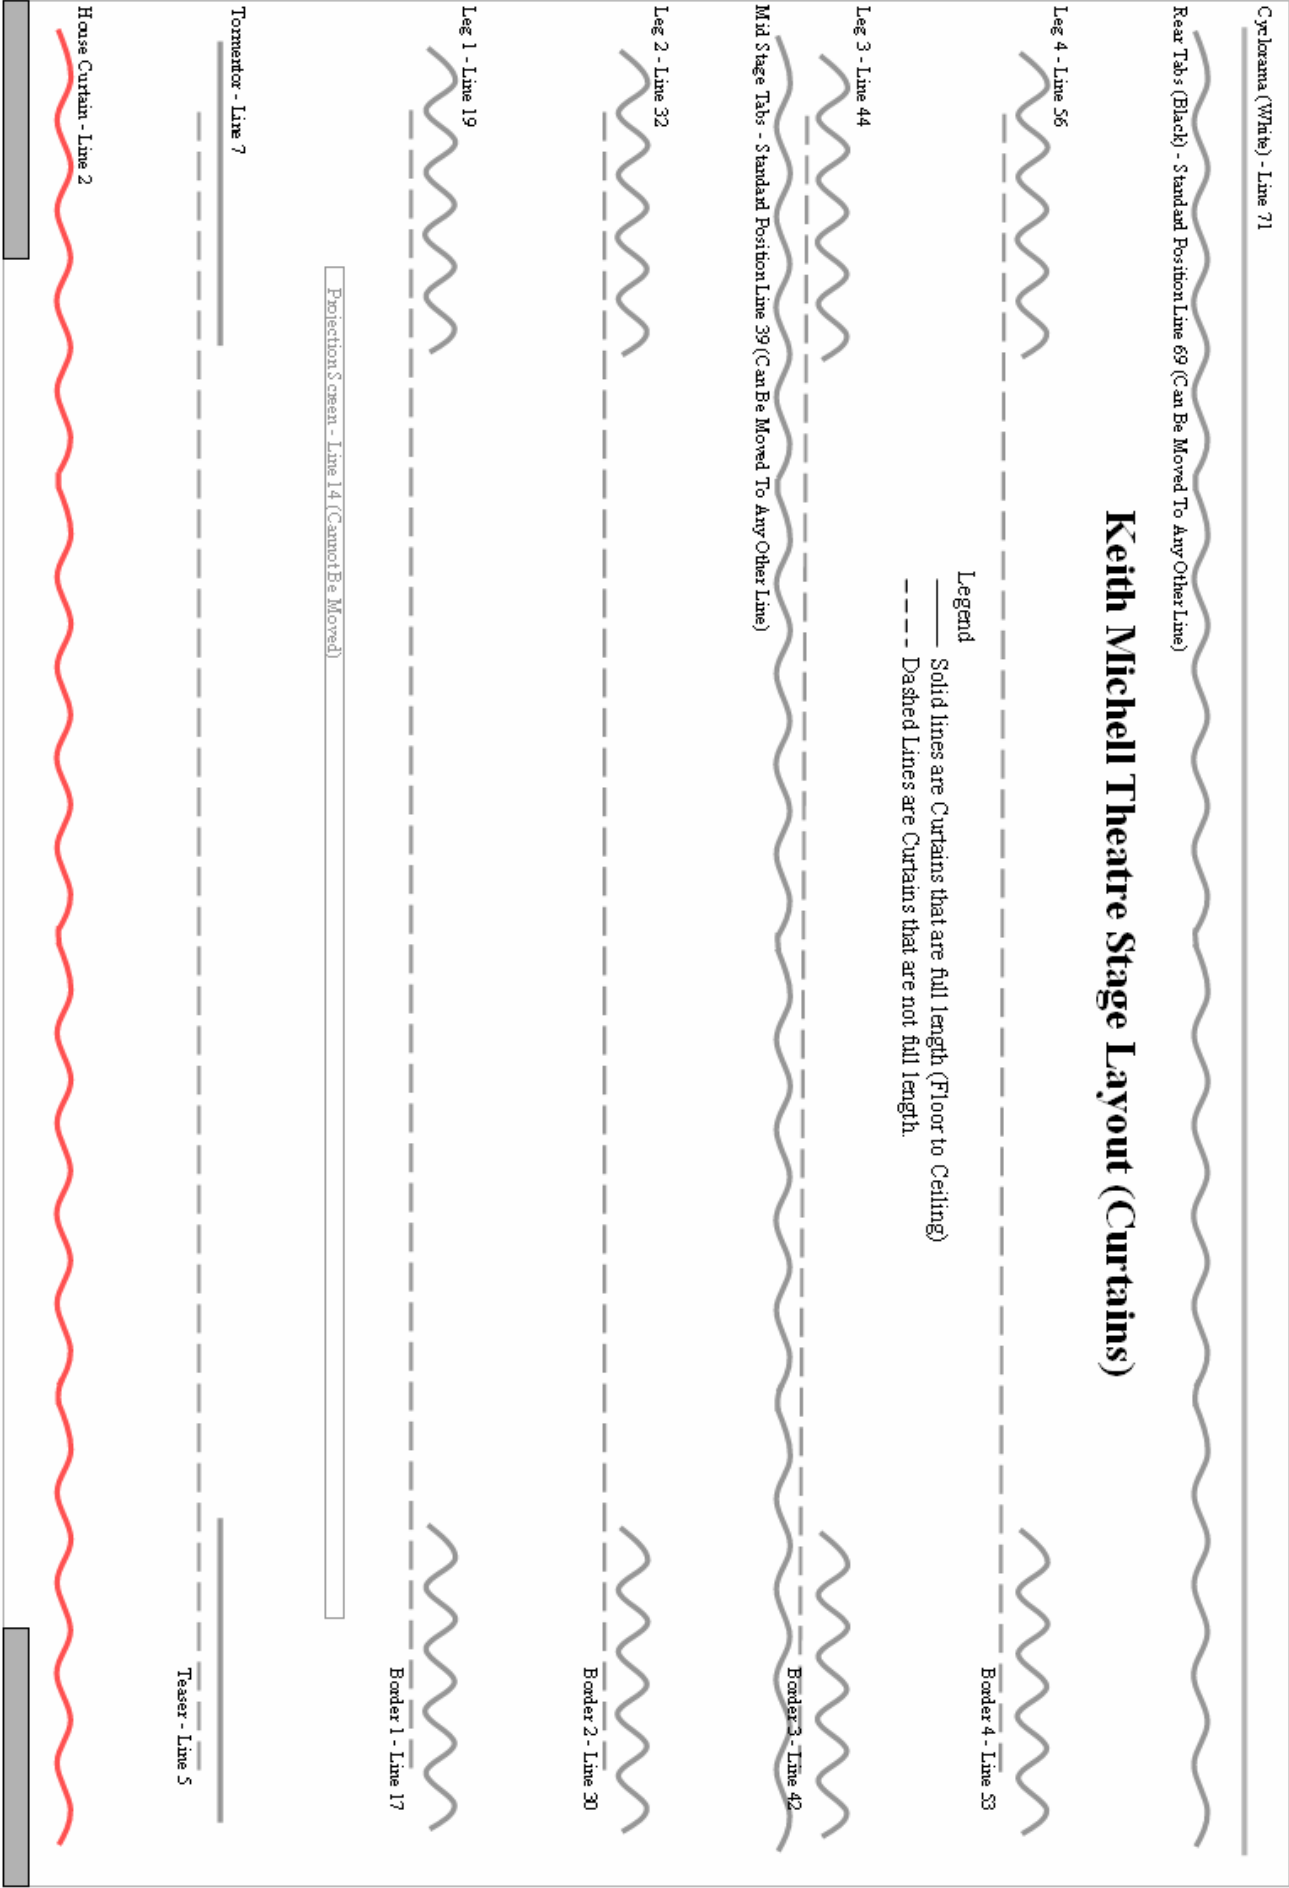 Cyclorama (White) - Line 71
Rear Tabs (Black) - Standard Position Line 69 (Can Be Moved To Any Other Line)
Keith Michell Theatre Stage Layout (Curtains)
Leg 4 - Line 56
Border 4 - Line 53
Legend
Solid lines are Curtains that are full length (Floor to Ceiling)
Dashed Lines are Curtains that are not full length.
Leg 3 - Line 44
Border 3 - Line 42
Mid Stage Tabs - Standard Position Line 39 (Can Be Moved To Any Other Line)
Leg 2 - Line 32
Border 2 - Line 30
Leg 1 - Line 19
Border 1 - Line 17
Projection Screen - Line 14 (Cannot Be Moved)
Tormentor - Line 7
Teaser - Line 5
House Curtain - Line 2